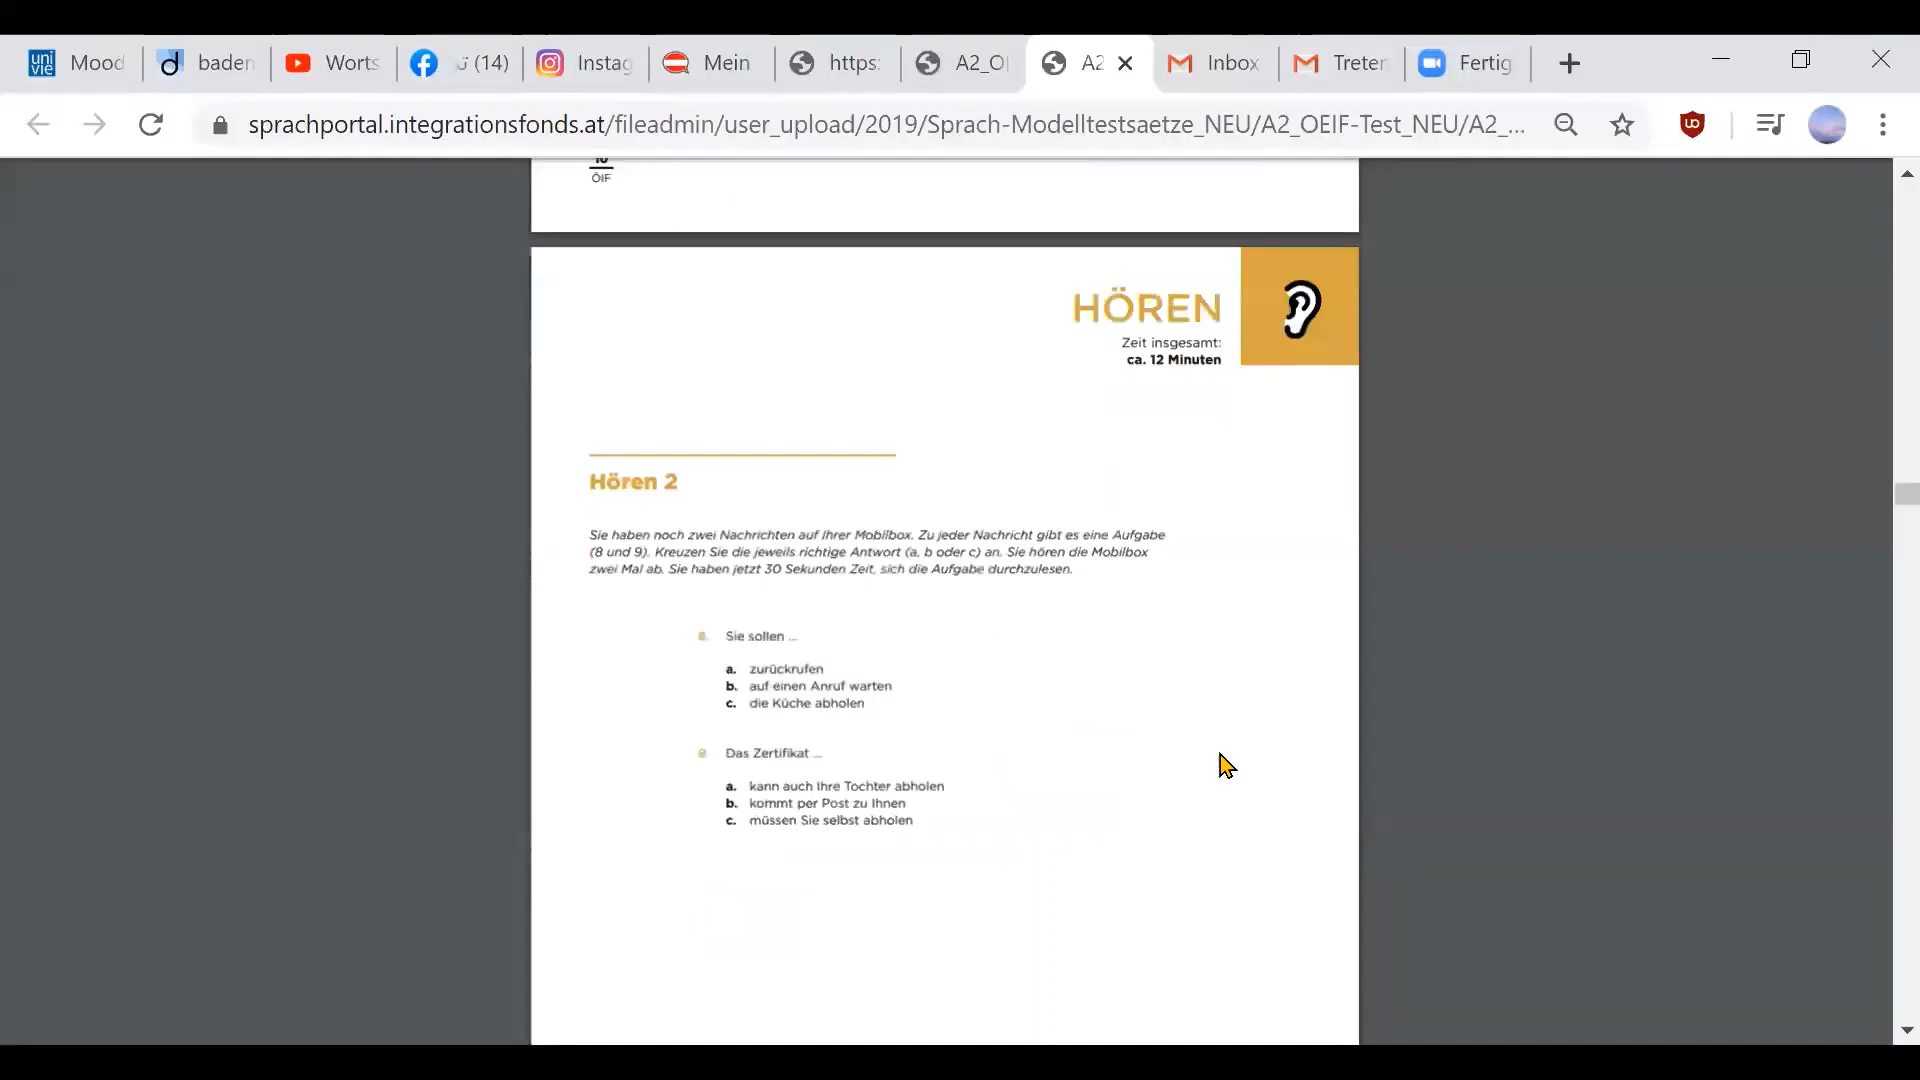 Mood
baden
Worts
(14)
Instag
Mein
https:
A2_O
A2
Inbox
Treter
Fertig
sprachportal.integrationsfonds.at/fileadmin/user_upload/2019/Sprach-Modelltestsaetze_NEU/A2_OEIF-Test_NEU/A2_...
ÖIF
HÖREN
Zeit insgesamt:
ca. 12 Minuten
Hören 2
Sie haben noch zwei Nachrichten auf Ihrer Mobilbox. Zu jeder Nachricht gibt es eine Aufgabe
(8 und 9). Kreuzen Sie die jeweils richtige Antwort (a, b oder c) an. Sie hören die Mobilbox
zwei Mal ab. Sie haben jetzt 30 Sekunden Zeit, sich die Aufgabe durchzulesen.
8. Sie sollen ...
a. zurückrufen
b. auf einen Anruf warten
c. die Küche abholen
9. Das Zertifikat ...
a. kann auch Ihre Tochter abholen
b. kommt per Post zu Ihnen
c. müssen Sie selbst abholen